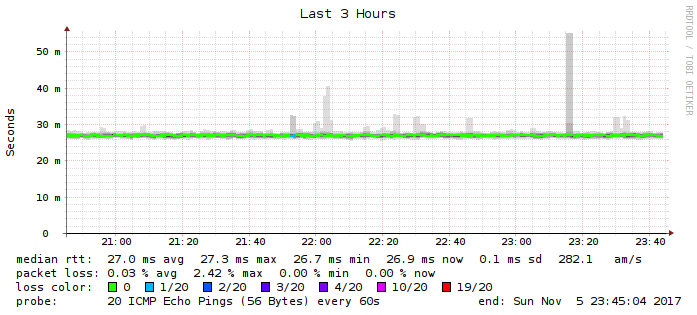 Last 3 Hours
RRDTOOL / TOBI OETIKER
Seconds
50 m
40 m
30 m
20 m
10 m
0
21:00 21:20 21:40 22:00 22:20 22:40 23:00 23:20 23:40
median rtt: 27.0 ms avg 27.3 ms max 26.7 ms min 26.9 ms now 0.1 ms sd 282.1 am/s
packet loss: 0.03 % avg 2.42 % max 0.00 % min 0.00 % now
loss color: 0 1/20 2/20 3/20 4/20 10/20 19/20
probe: 20 ICMP Echo Pings (56 Bytes) every 60s end: Sun Nov 5 23:45:04 2017